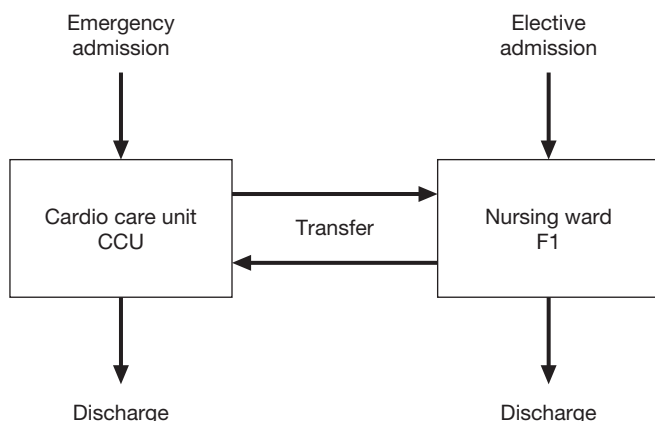 Emergency
admission
Elective
admission
Cardio care unit
CCU
Transfer
Nursing ward
F1
Discharge
Discharge